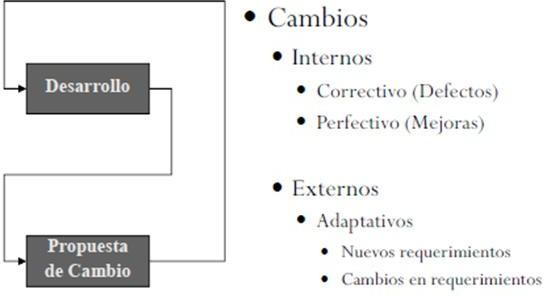 Desarrollo
Propuesta
de Cambio
• Cambios
• Internos
• Correctivo (Defectos)
• Perfectivo (Mejoras)
• Externos
• Adaptativos
• Nuevos requerimientos
• Cambios en requerimientos